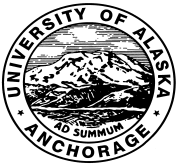 UNIVERSITY OF ALASKA
AD SUMMUM
ANCHORAGE